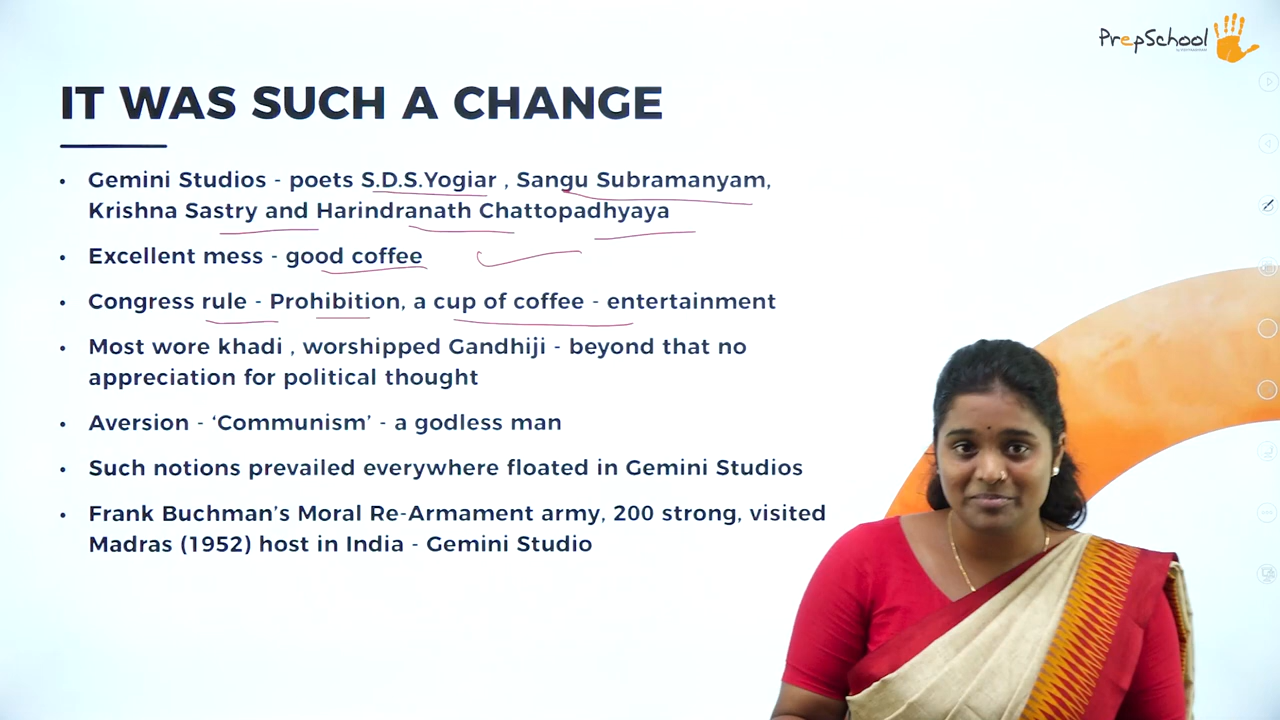 PrepSchool
IT WAS SUCH A CHANGE
• Gemini Studios - poets S.D.S.Yogiar , Sangu Subramanyam,
Krishna Sastry and Harindranath Chattopadhyaya
• Excellent mess - good coffee
• Congress rule - Prohibition, a cup of coffee - entertainment
• Most wore khadi , worshipped Gandhiji - beyond that no
appreciation for political thought
• Aversion - ‘Communism’ - a godless man
• Such notions prevailed everywhere floated in Gemini Studios
• Frank Buchman’s Moral Re-Armament army, 200 strong, visited
Madras (1952) host in India - Gemini Studio